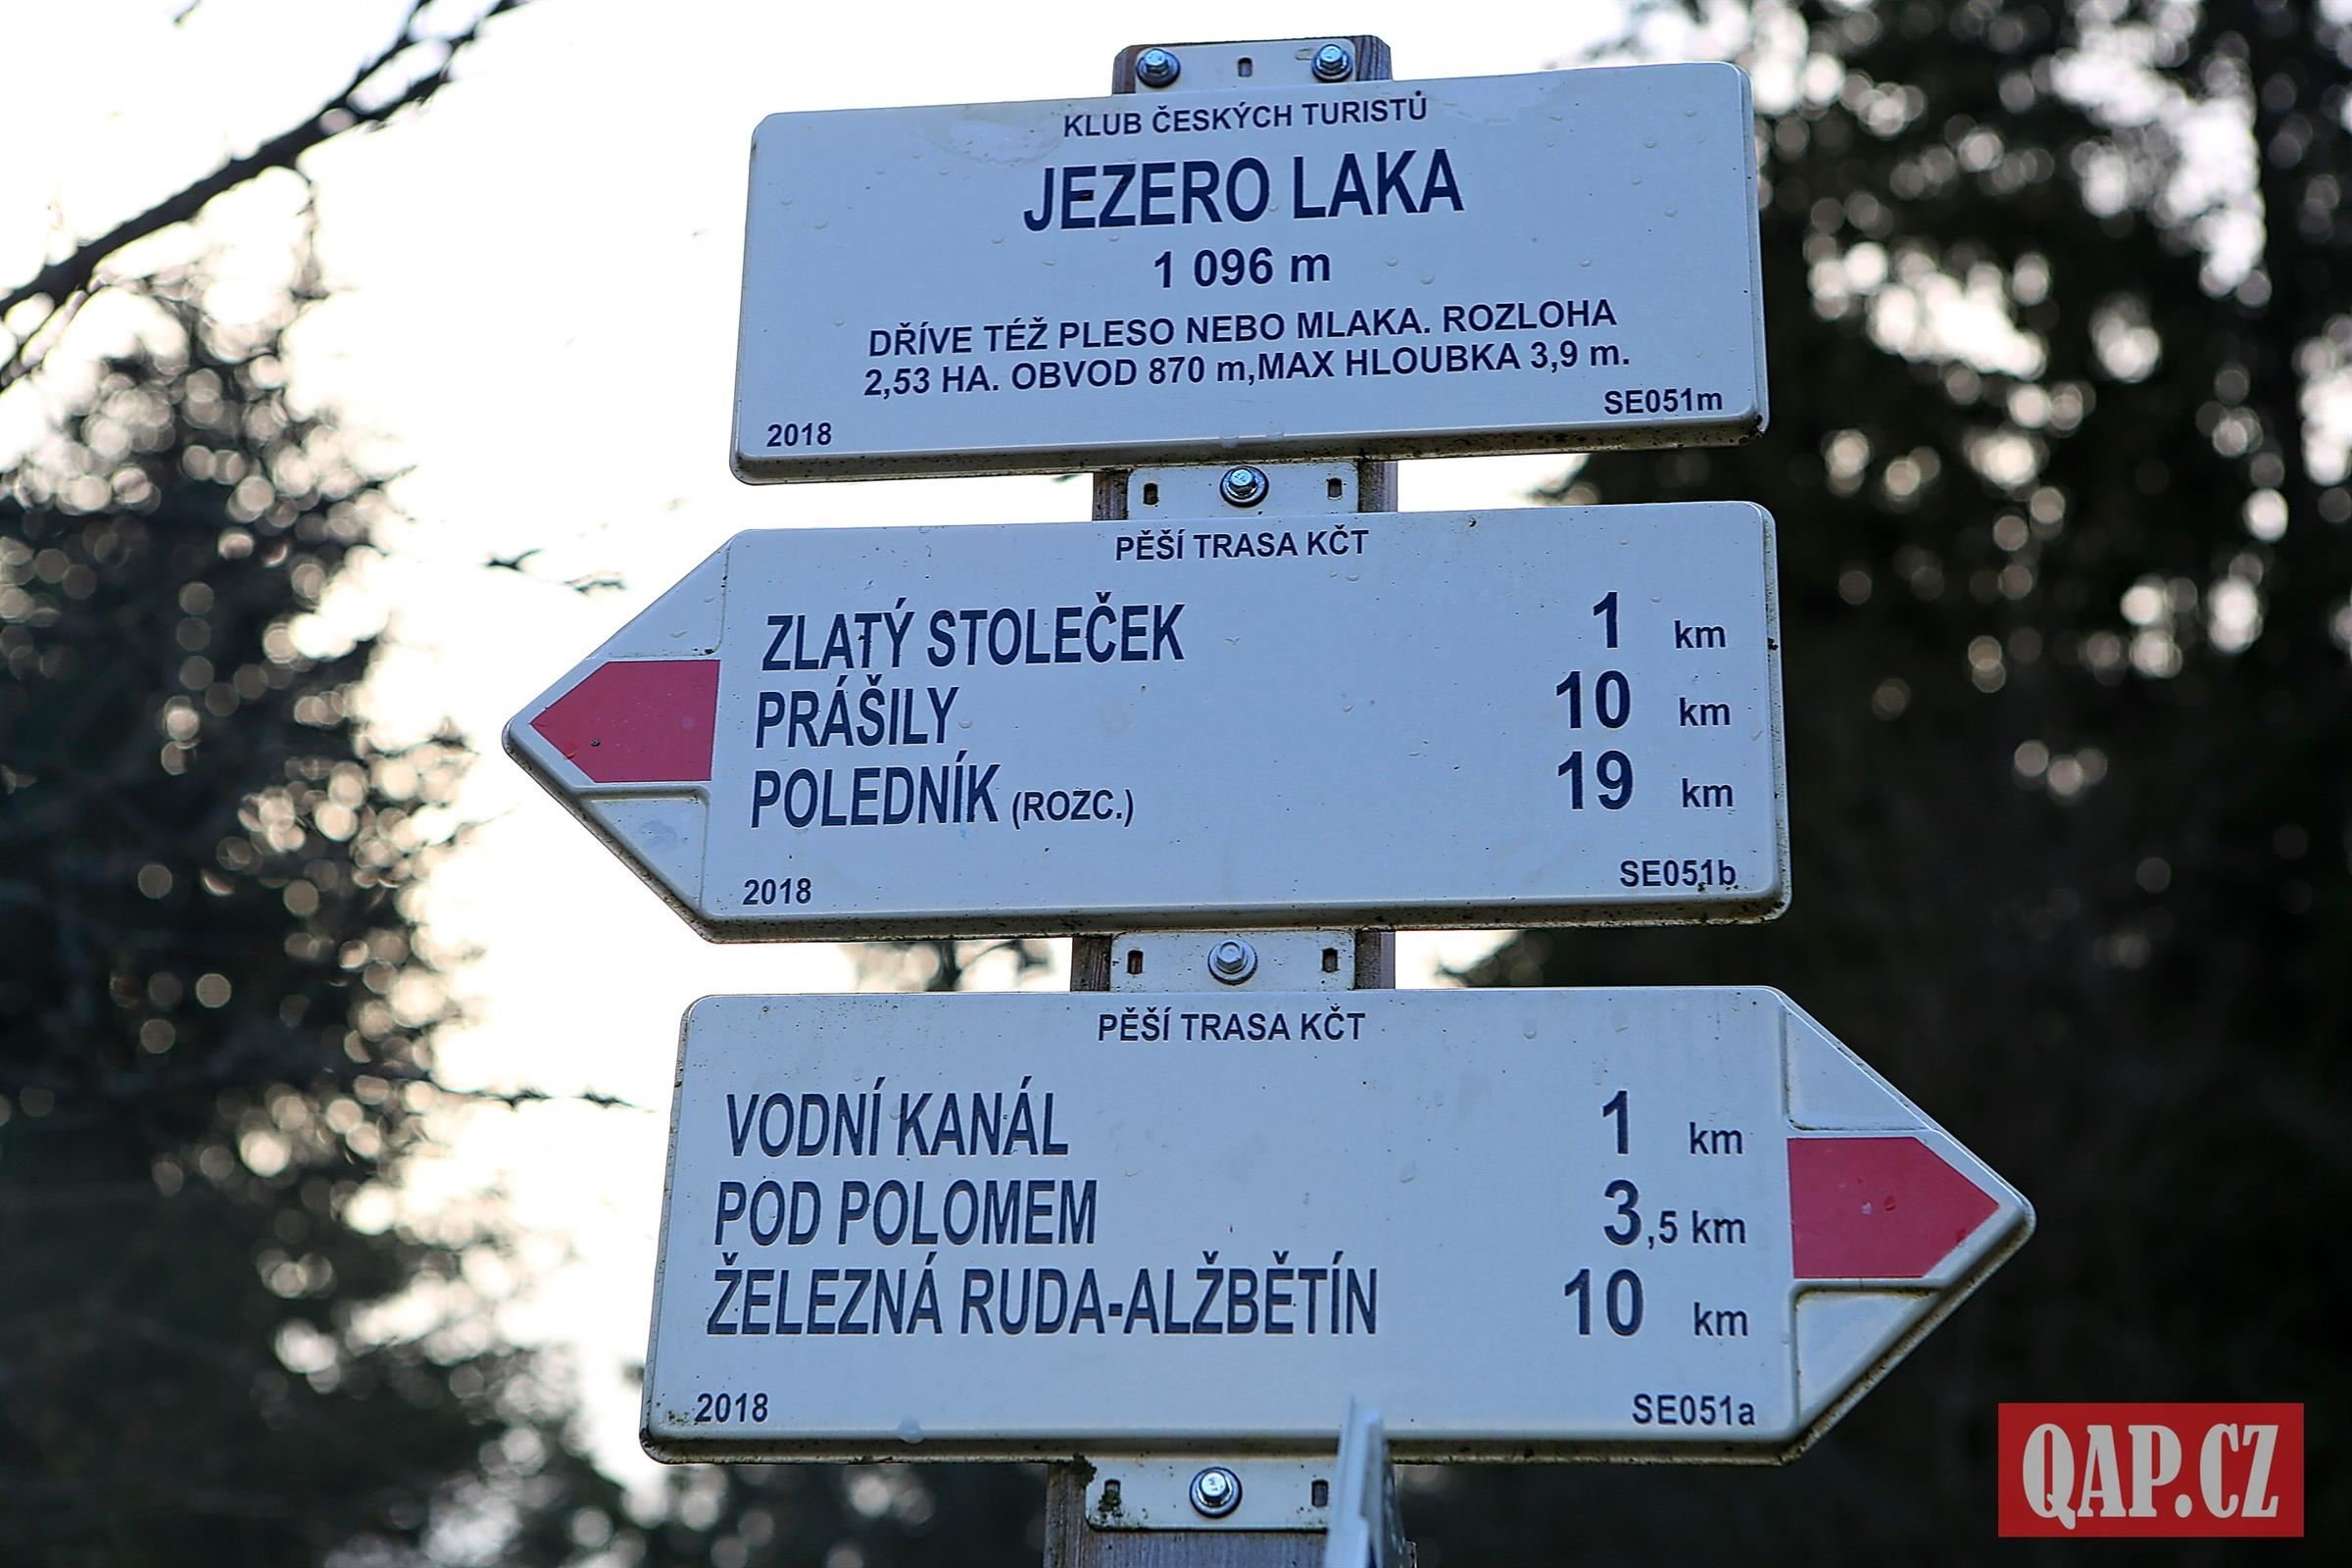 KLUB ČESKÝCH TURISTŮ
JEZERO LAKA
1 096 m
DŘÍVE TÉŽ PLESO NEBO MLAKA. ROZLOHA
2,53 HA. OBVOD 870 m,MAX HLOUBKA 3,9 m.
2018 SE051m
PĚŠÍ TRASA KČT
ZLATÝ STOLEČEK 1 km
PRÁŠILY 10 km
POLEDNÍK (ROZC.) 19 km
2018 SE051b
PĚŠÍ TRASA KČT
VODNÍ KANÁL 1 km
POD POLOMEM 3,5 km
ŽELEZNÁ RUDA-ALŽBĚTÍN 10 km
2018 SE051a
QAP.CZ